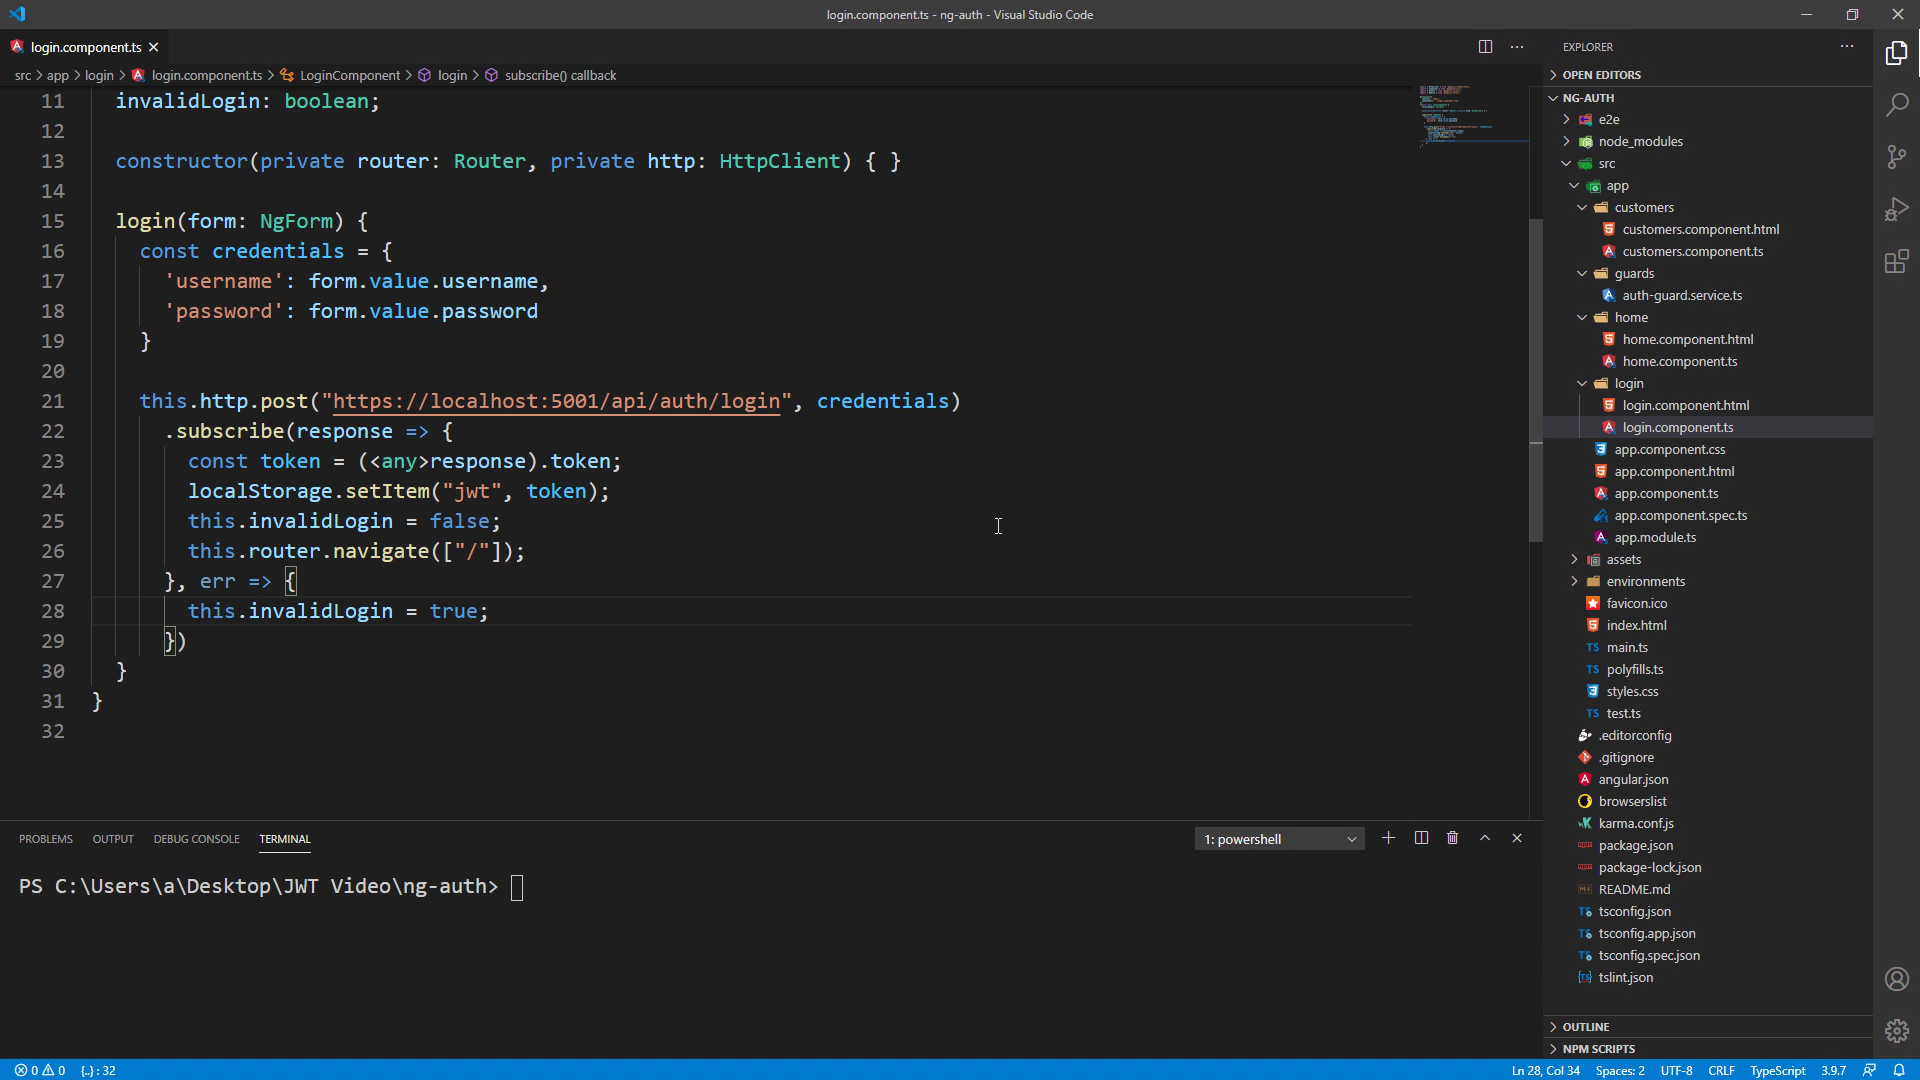 login.component.ts - ng-auth - Visual Studio Code
login.component.ts
src > app > login > login.component.ts > LoginComponent > login > subscribe() callback
11 invalidLogin: boolean;
12
13 constructor(private router: Router, private http: HttpClient) { }
14
15 login(form: NgForm) {
16 const credentials = {
17 'username': form.value.username,
18 'password': form.value.password
19 }
20
21 this.http.post("https://localhost:5001/api/auth/login", credentials)
22 .subscribe(response => {
23 const token = (<any>response).token;
24 localStorage.setItem("jwt", token);
25 this.invalidLogin = false;
26 this.router.navigate(["/"]);
27 }, err => {
28 this.invalidLogin = true;
29 })
30 }
31 }
32
PROBLEMS OUTPUT DEBUG CONSOLE TERMINAL
1: powershell
PS C:\Users\a\Desktop\JWT Video\ng-auth>
EXPLORER
OPEN EDITORS
NG-AUTH
e2e
node_modules
src
app
customers
customers.component.html
customers.component.ts
guards
auth-guard.service.ts
home
home.component.html
home.component.ts
login
login.component.html
login.component.ts
app.component.css
app.component.html
app.component.ts
app.component.spec.ts
app.module.ts
assets
environments
favicon.ico
index.html
TS main.ts
TS polyfills.ts
styles.css
TS test.ts
.editorconfig
.gitignore
angular.json
browserslist
karma.conf.js
package.json
package-lock.json
README.md
tsconfig.json
tsconfig.app.json
tsconfig.spec.json
tslint.json
OUTLINE
NPM SCRIPTS
0 0 {..} : 32
Ln 28, Col 34 Spaces: 2 UTF-8 CRLF TypeScript 3.9.7